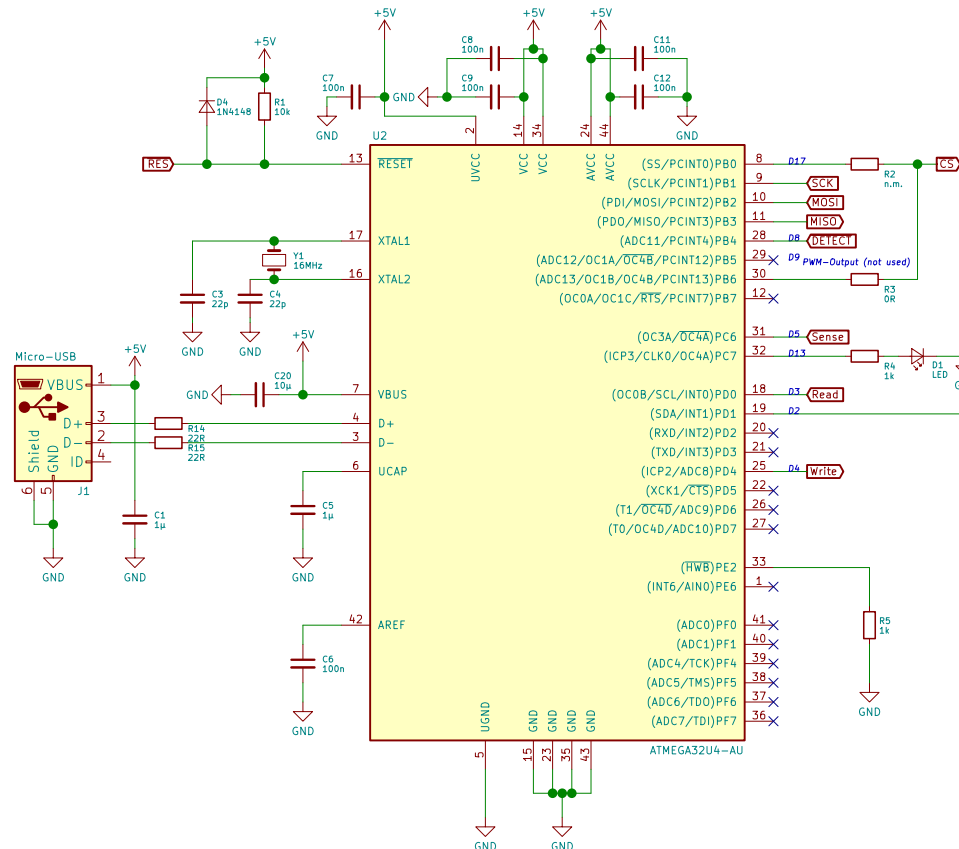 +5V
+5V
+5V
+5V
C7
100n
GND
GND
C8
100n
C9
100n
C11
100n
C12
100n
GND
D4
1N4148
R1
10k
RES
U2
2
14
34
24
44
UVCC
VCC
VCC
AVCC
AVCC
13
RESET
17
XTAL1
16
XTAL2
Y1
16MHz
C3
22p
C4
22p
GND
GND
+5V
+5V
C20
10µ
GND
7
VBUS
4
D+
3
D-
6
UCAP
Micro-USB
VBUS
1
D+
3
D-
2
ID
4
Shield
GND
6
5
J1
R14
22R
R15
22R
C1
1µ
C5
1µ
GND
GND
GND
42
AREF
C6
100n
GND
UGND
GND
GND
GND
GND
5
15
23
35
43
GND
GND
ATMEGA32U4-AU
(SS/PCINT0)PB0
8
D17
R2
n.m.
CS
(SCLK/PCINT1)PB1
9
SCK
(PDI/MOSI/PCINT2)PB2
10
MOSI
(PDO/MISO/PCINT3)PB3
11
MISO
(ADC11/PCINT4)PB4
28
D8
DETECT
(ADC12/OC1A/OC4B/PCINT12)PB5
29
D9
PWM-Output (not used)
(ADC13/OC1B/OC4B/PCINT13)PB6
30
R3
0R
(OC0A/OC1C/RTS/PCINT7)PB7
12
(OC3A/OC4A)PC6
31
D5
Sense
(ICP3/CLK0/OC4A)PC7
32
D13
R4
1k
D1
LED
(OC0B/SCL/INT0)PD0
18
D3
Read
(SDA/INT1)PD1
19
D2
(RXD/INT2)PD2
20
(TXD/INT3)PD3
21
(ICP2/ADC8)PD4
25
D4
Write
(XCK1/CTS)PD5
22
(T1/OC4D/ADC9)PD6
26
(T0/OC4D/ADC10)PD7
27
(HWB)PE2
33
(INT6/AIN0)PE6
1
R5
1k
GND
(ADC0)PF0
41
(ADC1)PF1
40
(ADC4/TCK)PF4
39
(ADC5/TMS)PF5
38
(ADC6/TDO)PF6
37
(ADC7/TDI)PF7
36